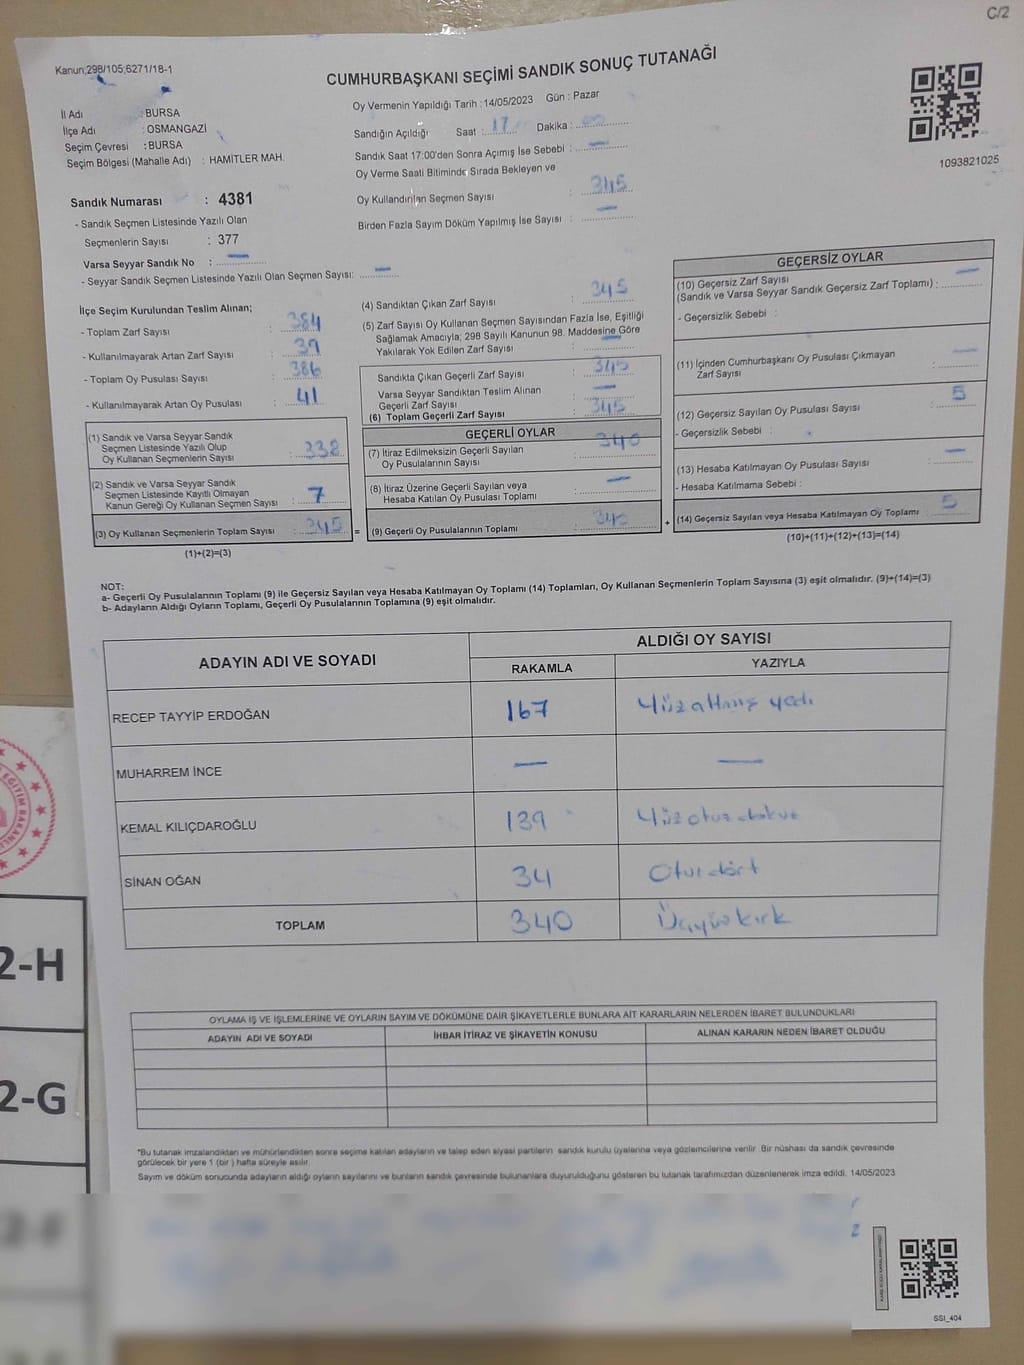 C/2
Kanun;298/105;6271/18-1
CUMHURBAŞKANI SEÇİMİ SANDIK SONUÇ TUTANAĞI
Oy Vermenin Yapıldığı Tarih : 14/05/2023 Gün : Pazar
İl Adı : BURSA
İlçe Adı : OSMANGAZİ
Seçim Çevresi : BURSA
Seçim Bölgesi (Mahalle Adı) : HAMİTLER MAH.
Sandığın Açıldığı Saat : 17 Dakika : 00
Sandık Saat 17:00'den Sonra Açımış İse Sebebi : —
Oy Verme Saati Bitiminde Sırada Bekleyen ve
Oy Kullandırılan Seçmen Sayısı : 345
Birden Fazla Sayım Döküm Yapılmış İse Sayısı : —
1093821025
Sandık Numarası : 4381
- Sandık Seçmen Listesinde Yazılı Olan
Seçmenlerin Sayısı : 377
Varsa Seyyar Sandık No : —
- Seyyar Sandık Seçmen Listesinde Yazılı Olan Seçmen Sayısı: —
İlçe Seçim Kurulundan Teslim Alınan;
- Toplam Zarf Sayısı : 384
- Kullanılmayarak Artan Zarf Sayısı : 39
- Toplam Oy Pusulası Sayısı : 386
- Kullanılmayarak Artan Oy Pusulası : 41
(1) Sandık ve Varsa Seyyar Sandık
Seçmen Listesinde Yazılı Olup
Oy Kullanan Seçmenlerin Sayısı : 338
(2) Sandık ve Varsa Seyyar Sandık
Seçmen Listesinde Kayıtlı Olmayan
Kanun Gereği Oy Kullanan Seçmen Sayısı : 7
(3) Oy Kullanan Seçmenlerin Toplam Sayısı : 345 =
(1)+(2)=(3)
(4) Sandıktan Çıkan Zarf Sayısı : 345
(5) Zarf Sayısı Oy Kullanan Seçmen Sayısından Fazla İse, Eşitliği
Sağlamak Amacıyla; 298 Sayılı Kanunun 98. Maddesine Göre
Yakılarak Yok Edilen Zarf Sayısı : —
Sandıkta Çıkan Geçerli Zarf Sayısı : 345
Varsa Seyyar Sandıktan Teslim Alınan
Geçerli Zarf Sayısı : —
(6) Toplam Geçerli Zarf Sayısı : 345
GEÇERLİ OYLAR
(7) İtiraz Edilmeksizin Geçerli Sayılan
Oy Pusulalarının Sayısı : 340
(8) İtiraz Üzerine Geçerli Sayılan veya
Hesaba Katılan Oy Pusulası Toplamı : —
(9) Geçerli Oy Pusulalarının Toplamı : 340 +
GEÇERSİZ OYLAR
(10) Geçersiz Zarf Sayısı
(Sandık ve Varsa Seyyar Sandık Geçersiz Zarf Toplamı) : —
- Geçersizlik Sebebi :
(11) İçinden Cumhurbaşkanı Oy Pusulası Çıkmayan
Zarf Sayısı : —
(12) Geçersiz Sayılan Oy Pusulası Sayısı : 5
- Geçersizlik Sebebi :
(13) Hesaba Katılmayan Oy Pusulası Sayısı : —
- Hesaba Katılmama Sebebi :
(14) Geçersiz Sayılan veya Hesaba Katılmayan Oy Toplamı : 5
(10)+(11)+(12)+(13)=(14)
NOT:
a- Geçerli Oy Pusulalarının Toplamı (9) ile Geçersiz Sayılan veya Hesaba Katılmayan Oy Toplamı (14) Toplamları, Oy Kullanan Seçmenlerin Toplam Sayısına (3) eşit olmalıdır. (9)+(14)=(3)
b- Adayların Aldığı Oyların Toplamı, Geçerli Oy Pusulalarının Toplamına (9) eşit olmalıdır.
ADAYIN ADI VE SOYADI ALDIĞI OY SAYISI
RAKAMLA YAZIYLA
RECEP TAYYİP ERDOĞAN 167 Yüzaltmış yedi
MUHARREM İNCE — —
KEMAL KILIÇDAROĞLU 139 Yüzotuz dokuz
SİNAN OĞAN 34 Otuzdört
TOPLAM 340 Üçyüzkırk
OYLAMA İŞ VE İŞLEMLERİNE VE OYLARIN SAYIM VE DÖKÜMÜNE DAİR ŞİKAYETLERLE BUNLARA AİT KARARLARIN NELERDEN İBARET BULUNDUKLARI
ADAYIN ADI VE SOYADI İHBAR İTİRAZ VE ŞİKAYETİN KONUSU ALINAN KARARIN NEDEN İBARET OLDUĞU
*Bu tutanak imzalandıktan ve mühürlendikten sonra seçime katılan adayların ve talep eden siyasi partilerin sandık kurulu üyelerine veya gözlemcilerine verilir. Bir nüshası da sandık çevresinde
görülecek bir yere 1 (bir ) hafta süreyle asılır.
Sayım ve döküm sonucunda adayların aldığı oyların sayılarını ve bunların sandık çevresinde bulunanlara duyurulduğunu gösteren bu tutanak tarafımızdan düzenlenerek imza edildi. 14/05/2023
SSI_404
2-H
2-G